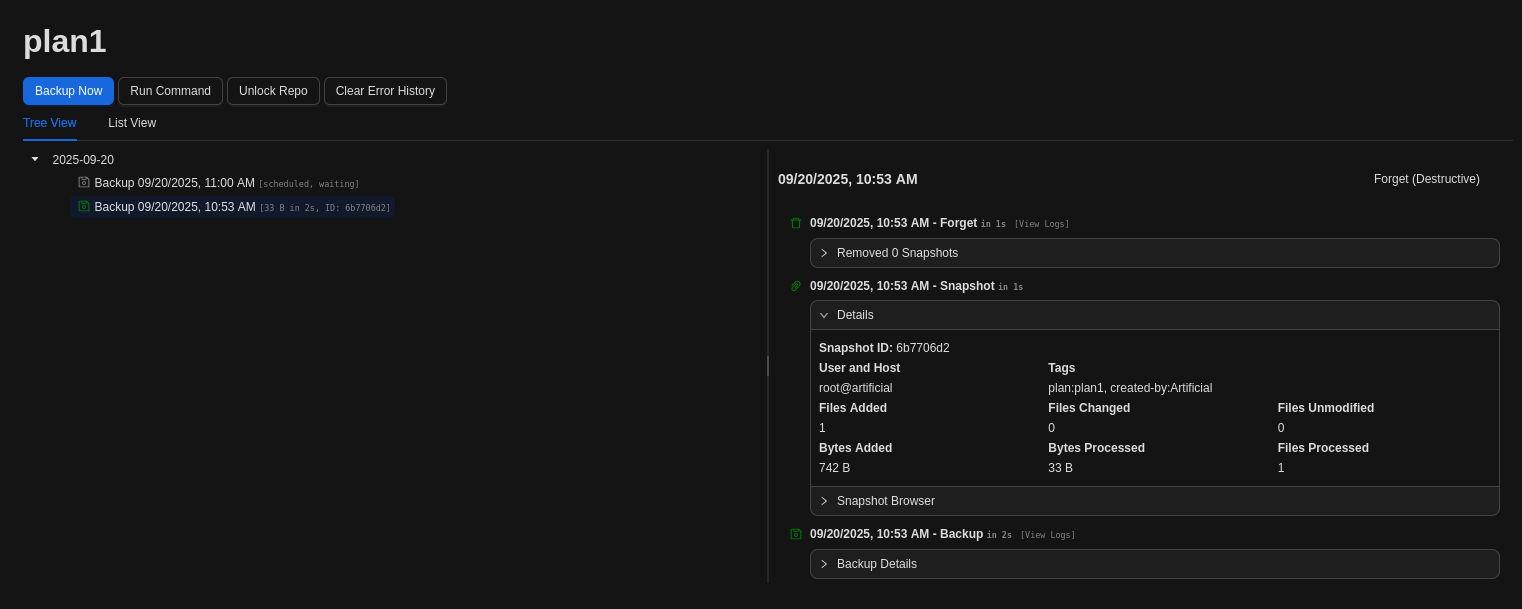 plan1
Backup Now Run Command Unlock Repo Clear Error History
Tree View List View
2025-09-20
Backup 09/20/2025, 11:00 AM [scheduled, waiting]
Backup 09/20/2025, 10:53 AM [33 B in 2s, ID: 6b7706d2]
09/20/2025, 10:53 AM Forget (Destructive)
09/20/2025, 10:53 AM - Forget in 1s [View Logs]
Removed 0 Snapshots
09/20/2025, 10:53 AM - Snapshot in 1s
Details
Snapshot ID: 6b7706d2
User and Host Tags
root@artificial plan:plan1, created-by:Artificial
Files Added Files Changed Files Unmodified
1 0 0
Bytes Added Bytes Processed Files Processed
742 B 33 B 1
Snapshot Browser
09/20/2025, 10:53 AM - Backup in 2s [View Logs]
Backup Details